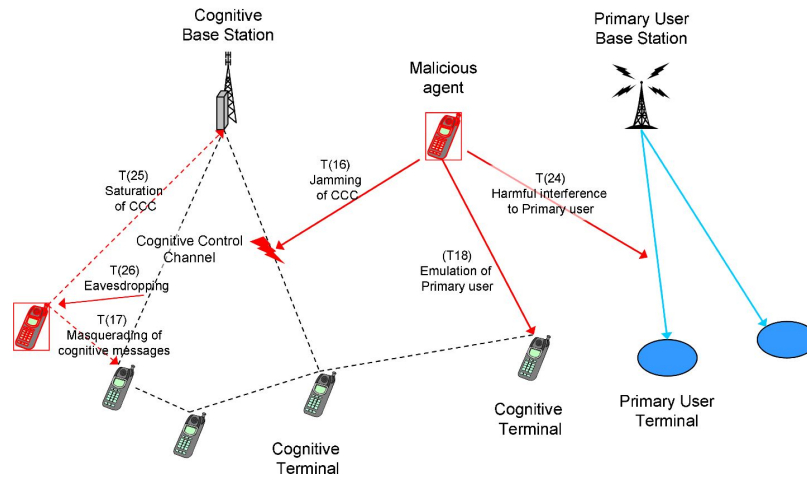 Cognitive
Base Station
Primary User
Base Station
Malicious
agent
T(25)
Saturation
of CCC
T(16)
Jamming
of CCC
T(24)
Harmful interference
to Primary user
Cognitive Control
Channel
(T18)
Emulation of
Primary user
T(26)
Eavesdropping
T(17)
Masquerading of
cognitive messages
Cognitive
Terminal
Cognitive
Terminal
Primary User
Terminal